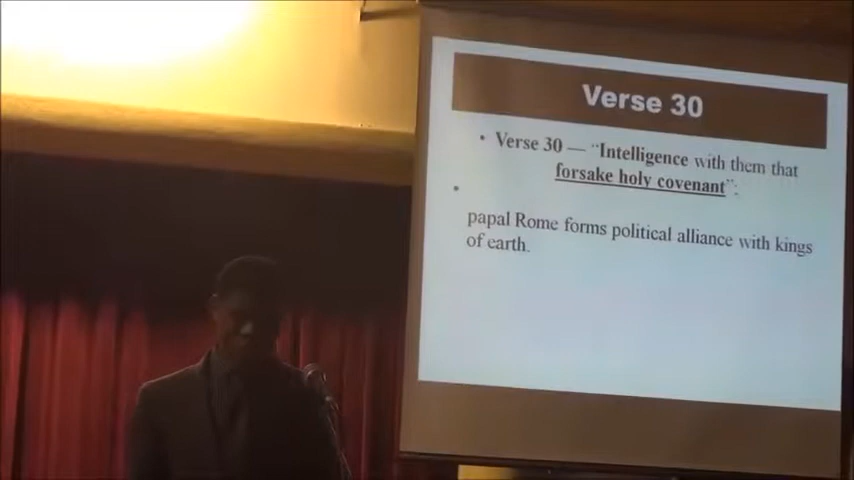 Verse 30
• Verse 30 — “Intelligence with them that
forsake holy covenant”:
•
papal Rome forms political alliance with kings
of earth.